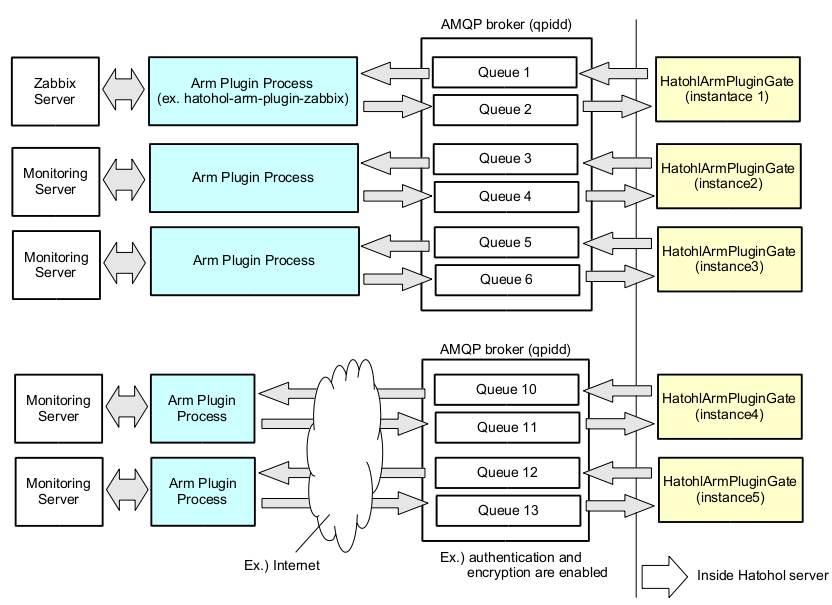 AMQP broker (qpidd)
Zabbix
Server
Arm Plugin Process
(ex. hatohol-arm-plugin-zabbix)
Queue 1
Queue 2
HatohlArmPluginGate
(instantace 1)
Monitoring
Server
Arm Plugin Process
Queue 3
Queue 4
HatohlArmPluginGate
(instance2)
Monitoring
Server
Arm Plugin Process
Queue 5
Queue 6
HatohlArmPluginGate
(instance3)
AMQP broker (qpidd)
Monitoring
Server
Arm Plugin
Process
Queue 10
Queue 11
HatohlArmPluginGate
(instance4)
Monitoring
Server
Arm Plugin
Process
Queue 12
Queue 13
HatohlArmPluginGate
(instance5)
Ex.) Internet
Ex.) authentication and
encryption are enabled
Inside Hatohol server